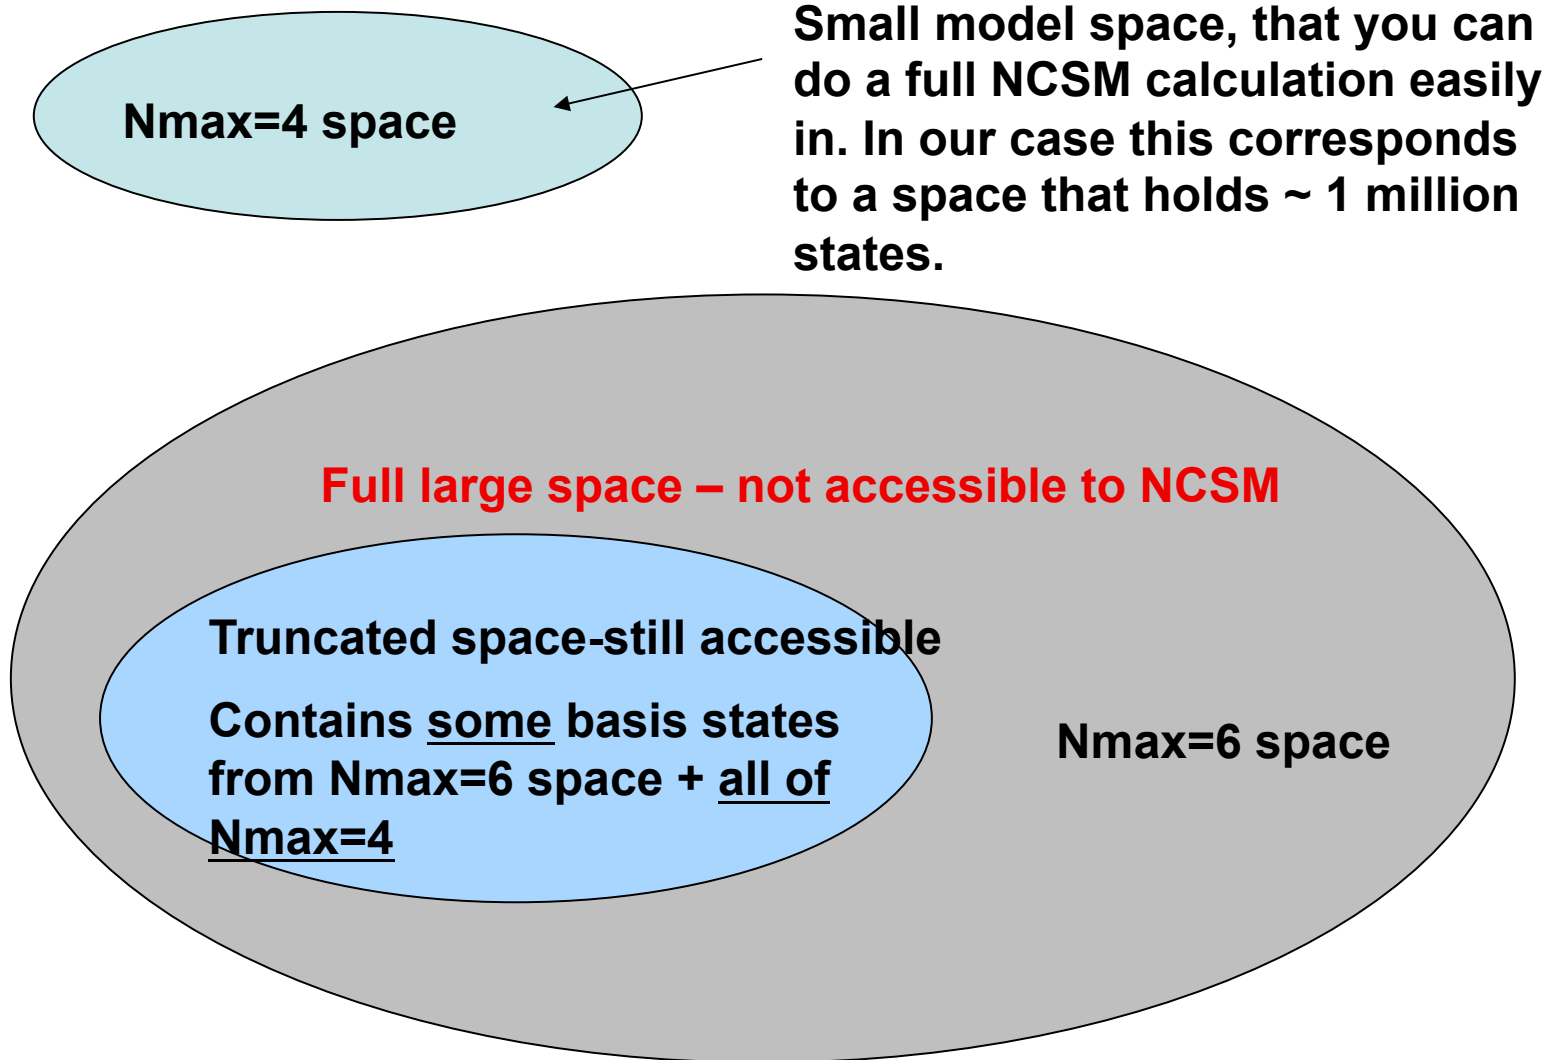 Small model space, that you can
do a full NCSM calculation easily
in. In our case this corresponds
to a space that holds ~ 1 million
states.
Nmax=4 space
Full large space – not accessible to NCSM
Truncated space-still accessible
Contains some basis states
from Nmax=6 space + all of
Nmax=4
Nmax=6 space